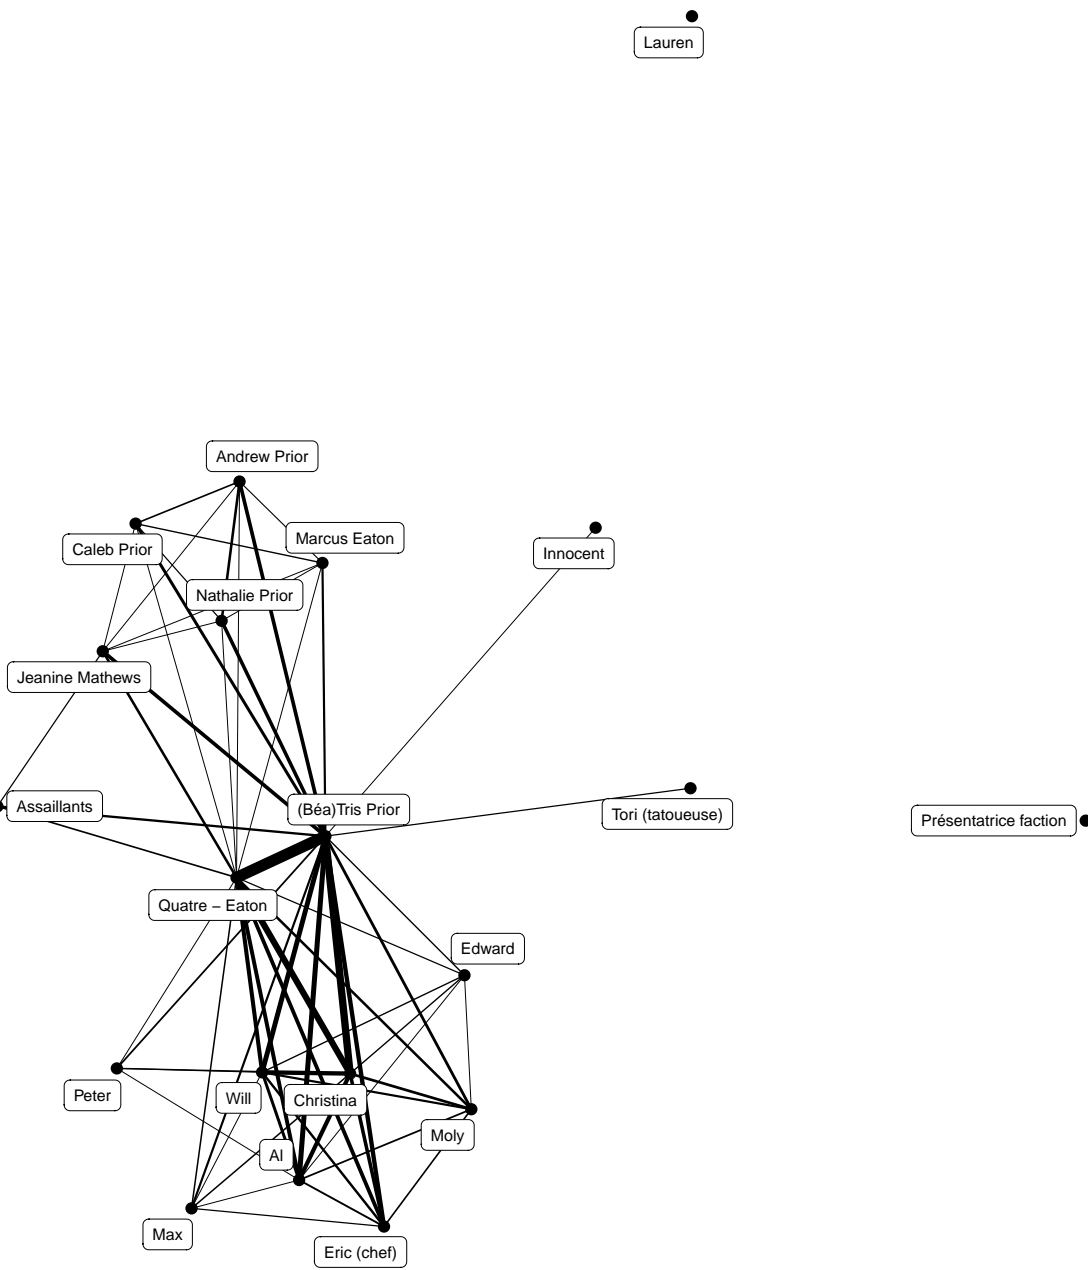 Lauren
Andrew Prior
Marcus Eaton
Caleb Prior
Innocent
Nathalie Prior
Jeanine Mathews
Assaillants
(Béa)Tris Prior
Tori (tatoueuse)
Présentatrice faction
Quatre – Eaton
Edward
Peter
Will
Christina
Moly
Al
Max
Eric (chef)